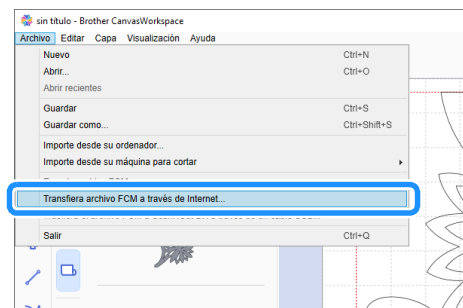 sin título - Brother CanvasWorkspace
Archivo Editar Capa Visualización Ayuda
Nuevo Ctrl+N
Abrir... Ctrl+O
Abrir recientes
Guardar Ctrl+S
Guardar como... Ctrl+Shift+S
Importe desde su ordenador...
Importe desde su máquina para cortar
Transfiera archivo FCM a través de Internet...
Salir Ctrl+Q